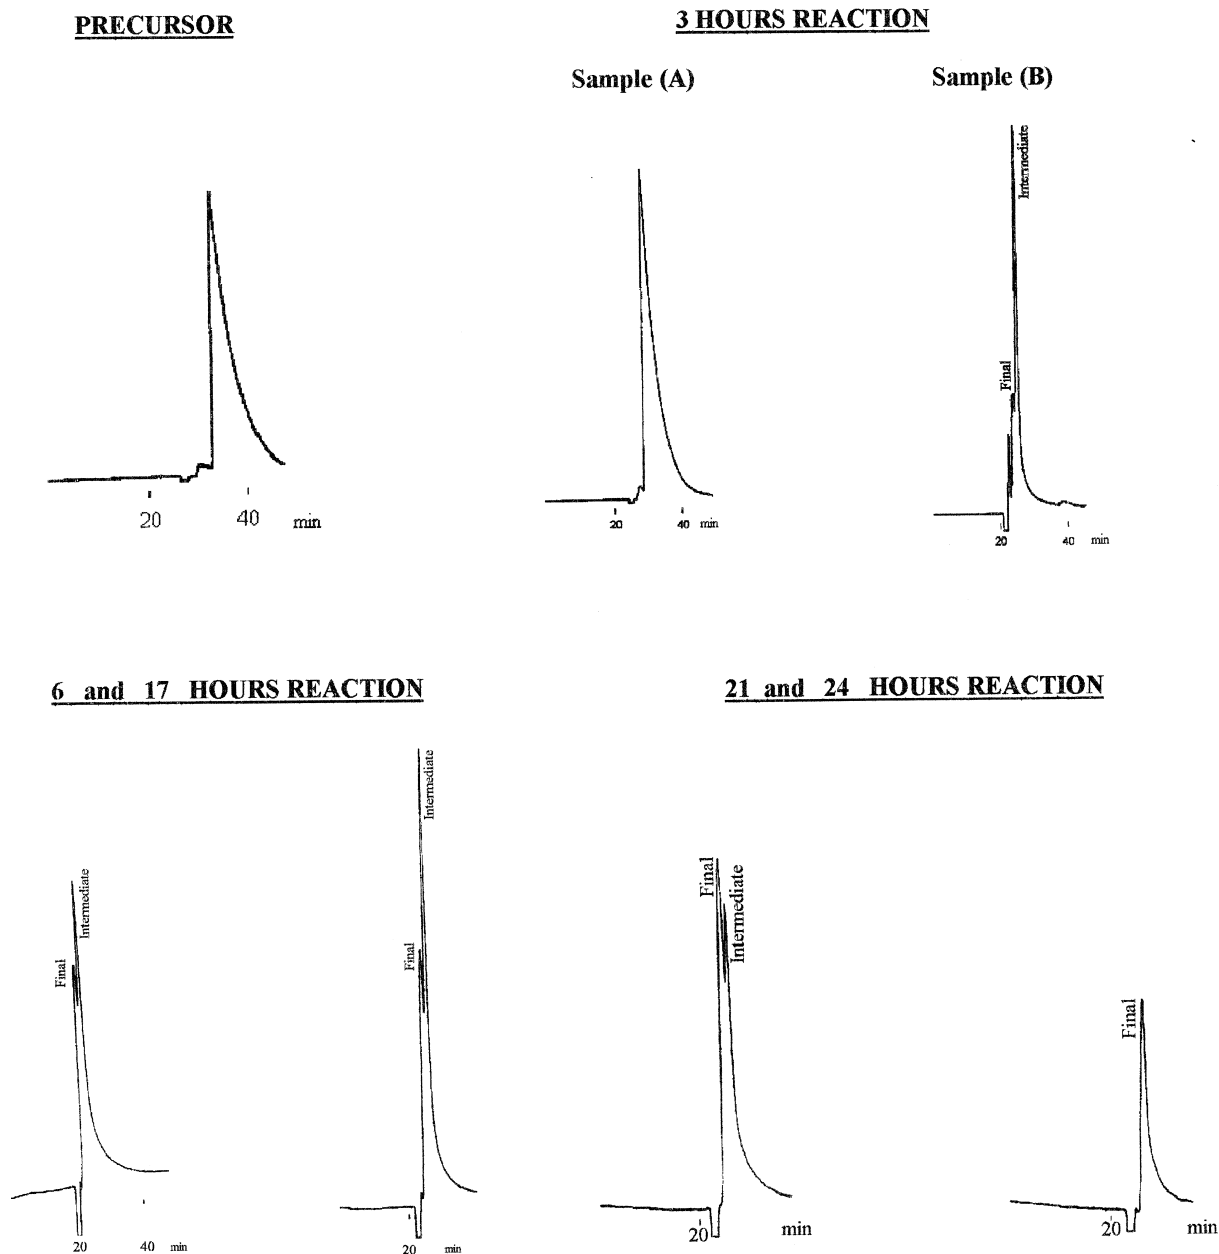 PRECURSOR
3 HOURS REACTION
Sample (A)
Sample (B)
Intermediate
Final
20
40
min
20
40
min
20
40
min
6 and 17 HOURS REACTION
21 and 24 HOURS REACTION
Intermediate
Final
20
40
min
Intermediate
Final
20
min
Final
Intermediate
20
min
Final
20
min